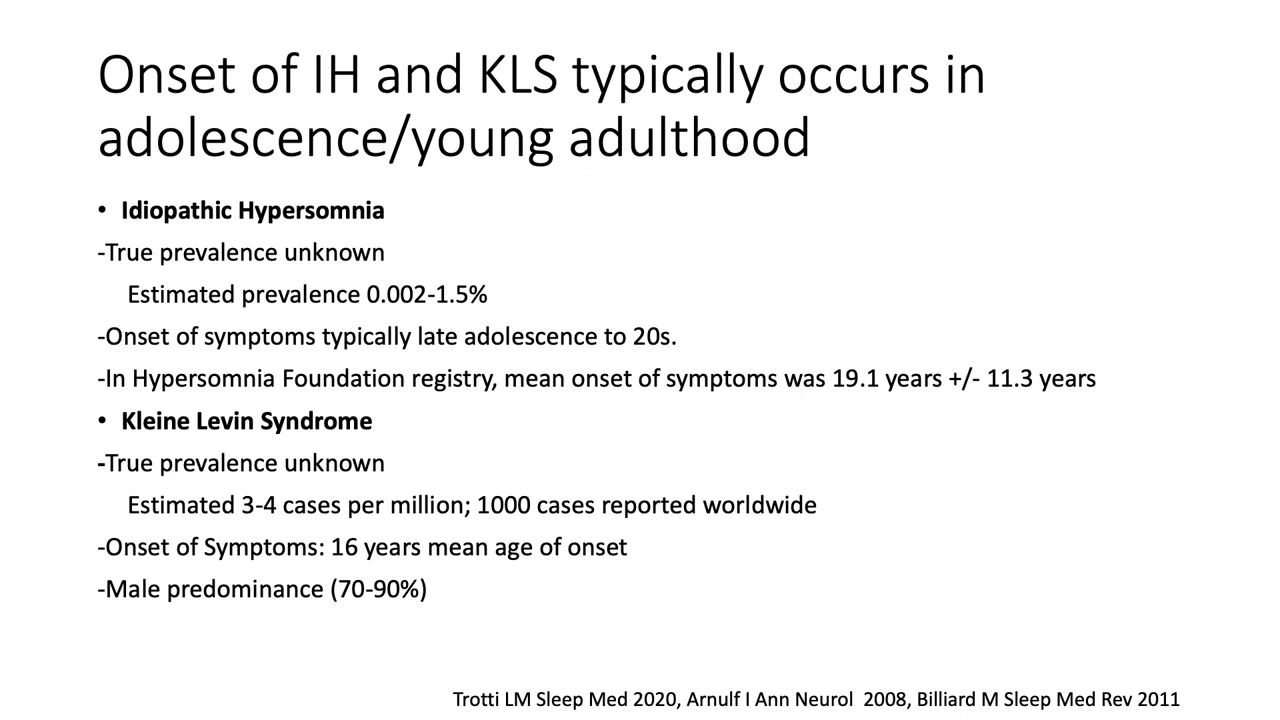 Onset of IH and KLS typically occurs in
adolescence/young adulthood
• Idiopathic Hypersomnia
-True prevalence unknown
Estimated prevalence 0.002-1.5%
-Onset of symptoms typically late adolescence to 20s.
-In Hypersomnia Foundation registry, mean onset of symptoms was 19.1 years +/- 11.3 years
• Kleine Levin Syndrome
-True prevalence unknown
Estimated 3-4 cases per million; 1000 cases reported worldwide
-Onset of Symptoms: 16 years mean age of onset
-Male predominance (70-90%)
Trotti LM Sleep Med 2020, Arnulf I Ann Neurol  2008, Billiard M Sleep Med Rev 2011